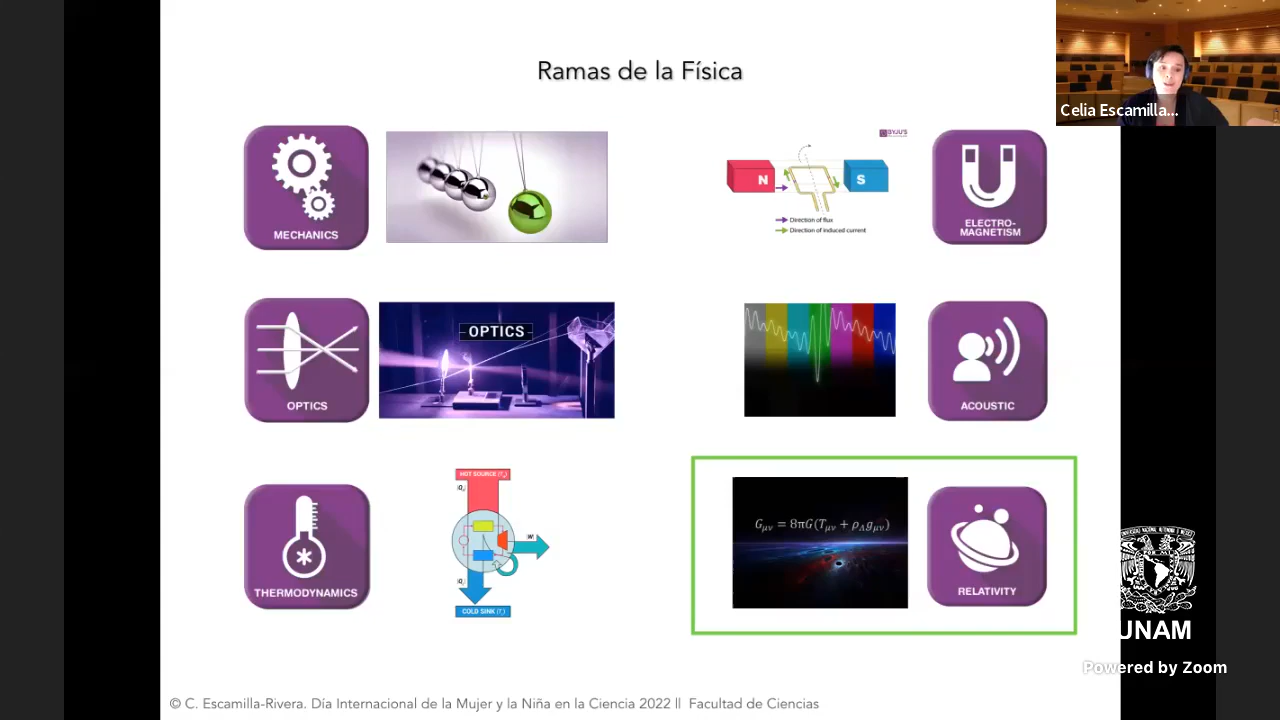 Ramas de la Física
Celia Escamilla...
MECHANICS
BYJU'S
N
S
Direction of flux
Direction of induced current
ELECTRO-
MAGNETISM
OPTICS
OPTICS
ACOUSTIC
THERMODYNAMICS
HOT SOURCE
COLD SINK
Gμν = 8πG(Tμν + ρΛgμν)
RELATIVITY
UNAM
Powered by Zoom
© C. Escamilla-Rivera. Día Internacional de la Mujer y la Niña en la Ciencia 2022 || Facultad de Ciencias